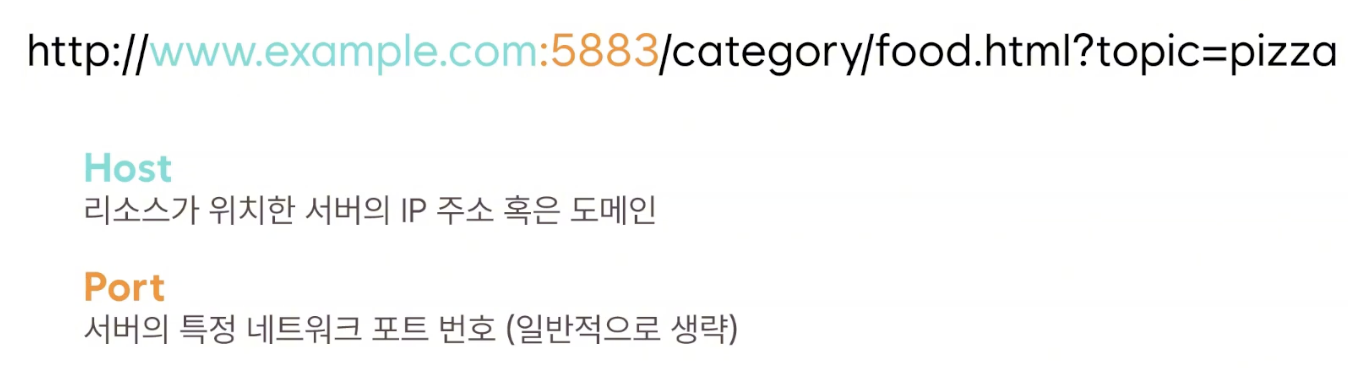 http://www.example.com:5883/category/food.html?topic=pizza
Host
리소스가 위치한 서버의 IP 주소 혹은 도메인
Port
서버의 특정 네트워크 포트 번호 (일반적으로 생략)